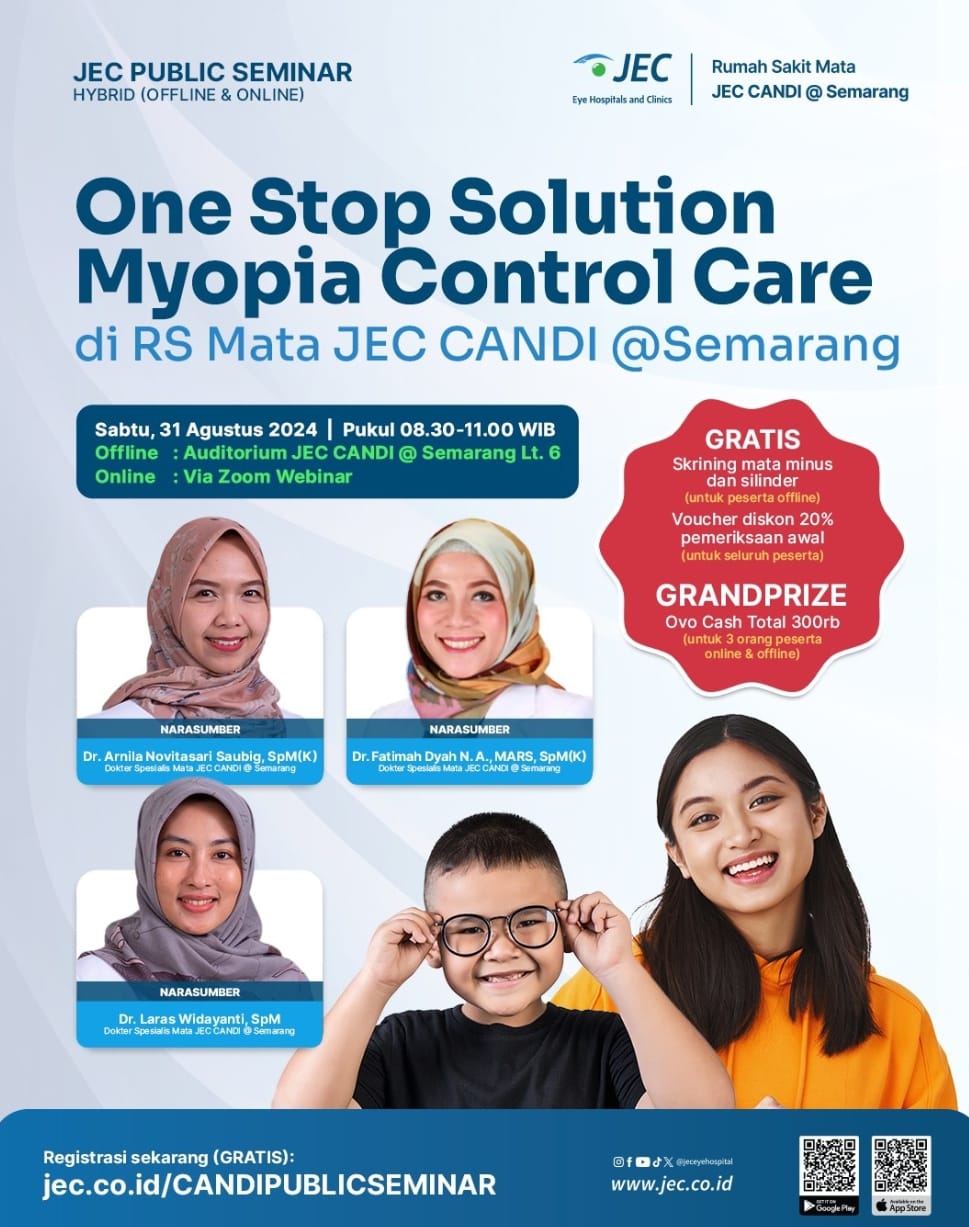 JEC PUBLIC SEMINAR
HYBRID (OFFLINE & ONLINE)
JEC
Eye Hospitals and Clinics
Rumah Sakit Mata
JEC CANDI @ Semarang
One Stop Solution
Myopia Control Care
di RS Mata JEC CANDI @Semarang
Sabtu, 31 Agustus 2024 | Pukul 08.30-11.00 WIB
Offline : Auditorium JEC CANDI @ Semarang Lt. 6
Online : Via Zoom Webinar
GRATIS
Skrining mata minus
dan silinder
(untuk peserta offline)
Voucher diskon 20%
pemeriksaan awal
(untuk seluruh peserta)
GRANDPRIZE
Ovo Cash Total 300rb
(untuk 3 orang peserta
online & offline)
NARASUMBER
Dr. Arnila Novitasari Saubig, SpM(K)
Dokter Spesialis Mata JEC CANDI @ Semarang
NARASUMBER
Dr. Fatimah Dyah N. A., MARS, SpM(K)
Dokter Spesialis Mata JEC CANDI @ Semarang
NARASUMBER
Dr. Laras Widayanti, SpM
Dokter Spesialis Mata JEC CANDI @ Semarang
Registrasi sekarang (GRATIS):
jec.co.id/CANDIPUBLICSEMINAR
@jeceyehospital
www.jec.co.id
GET IT ON
Google Play
Available on the
App Store